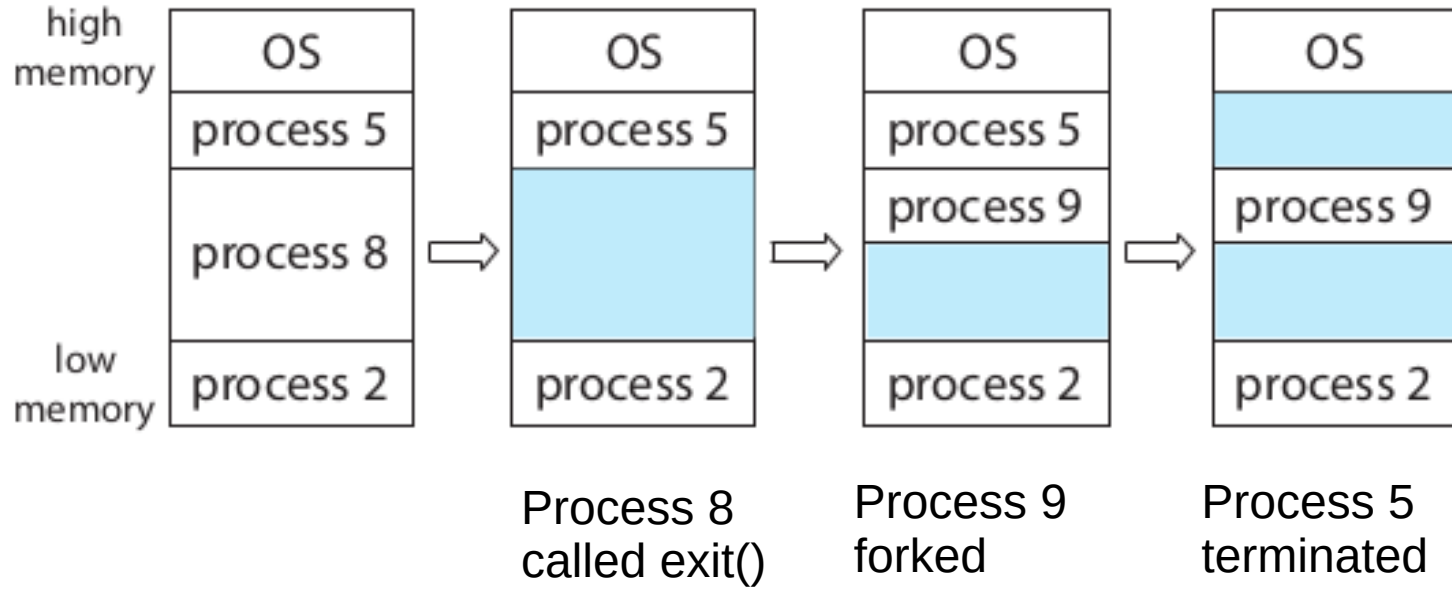 high
memory
OS
process 5
process 8
process 2
low
memory
OS
process 5
process 2
Process 8
called exit()
OS
process 5
process 9
process 2
Process 9
forked
OS
process 9
process 2
Process 5
terminated